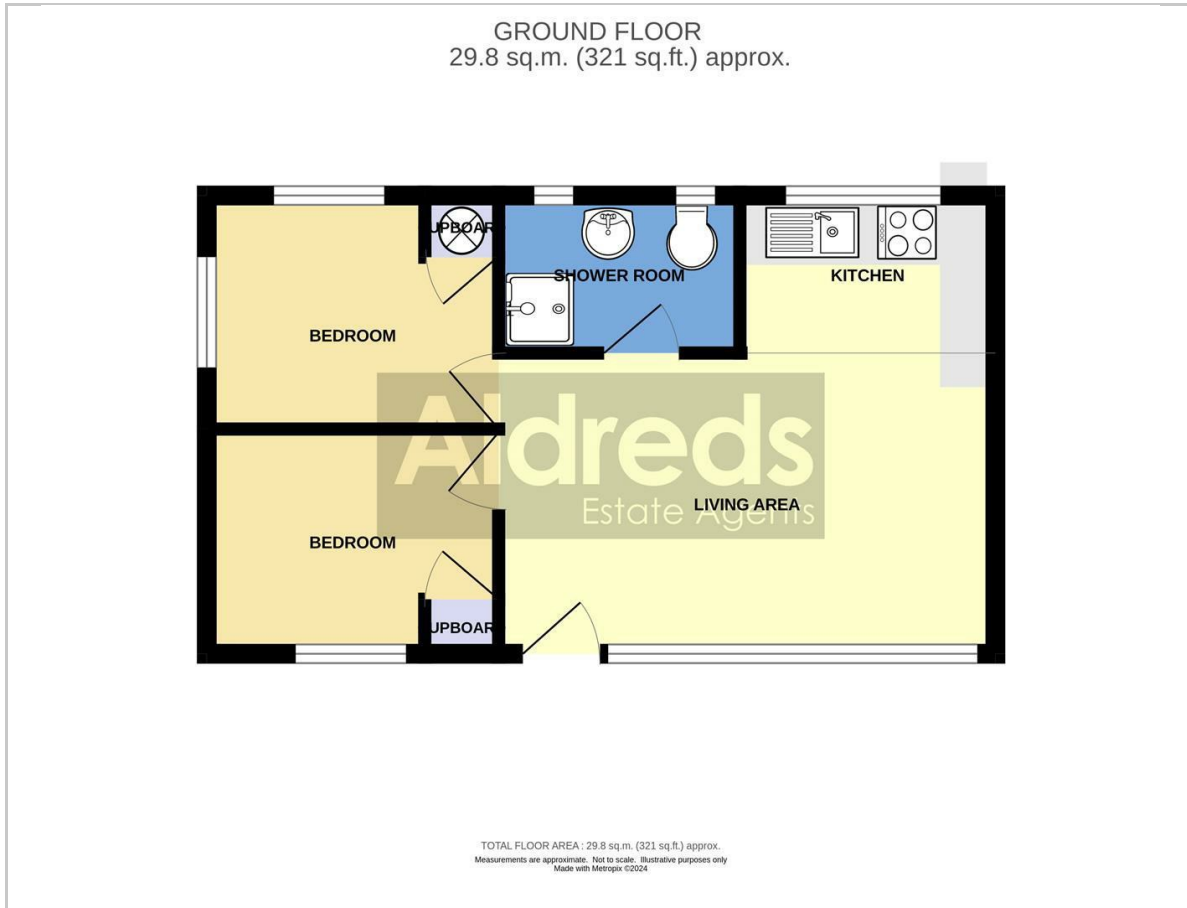 GROUND FLOOR
29.8 sq.m. (321 sq.ft.) approx.
UPBOAR
SHOWER ROOM
KITCHEN
BEDROOM
Aldreds
Estate Agents
LIVING AREA
BEDROOM
UPBOAR
TOTAL FLOOR AREA : 29.8 sq.m. (321 sq.ft.) approx.
Measurements are approximate. Not to scale. Illustrative purposes only
Made with Metropix ©2024